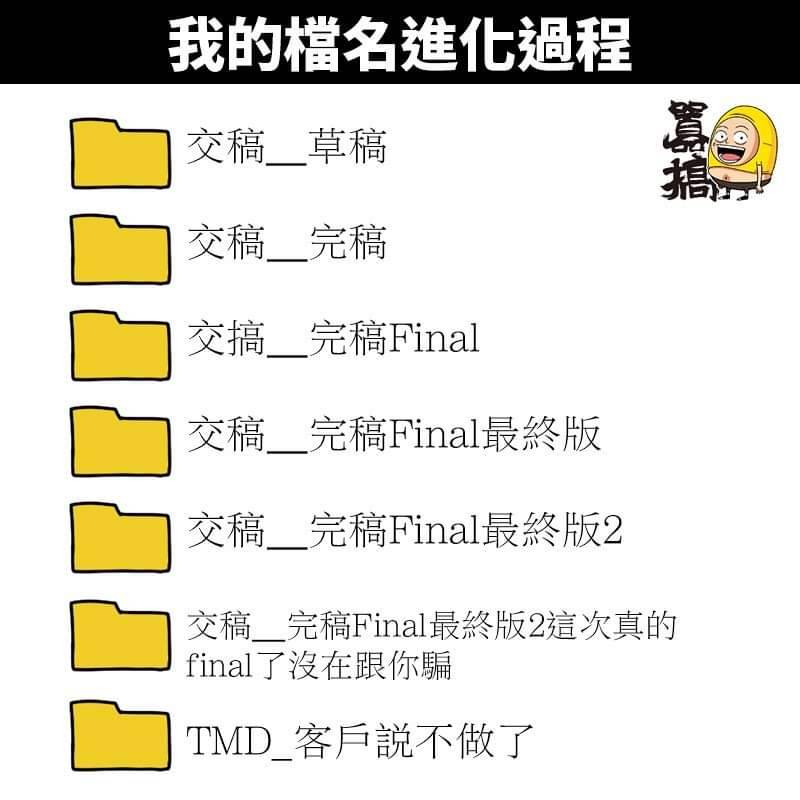 我的檔名進化過程
嚣搞
交稿__草稿
交稿__完稿
交搞__完稿Final
交稿__完稿Final最終版
交稿__完稿Final最終版2
交稿__完稿Final最終版2這次真的
final了沒在跟你騙
TMD_客戶説不做了